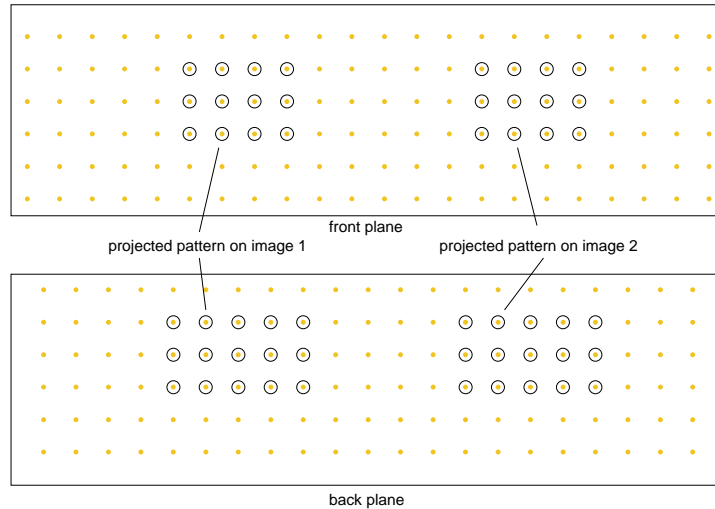 front plane
projected pattern on image 1
projected pattern on image 2
back plane